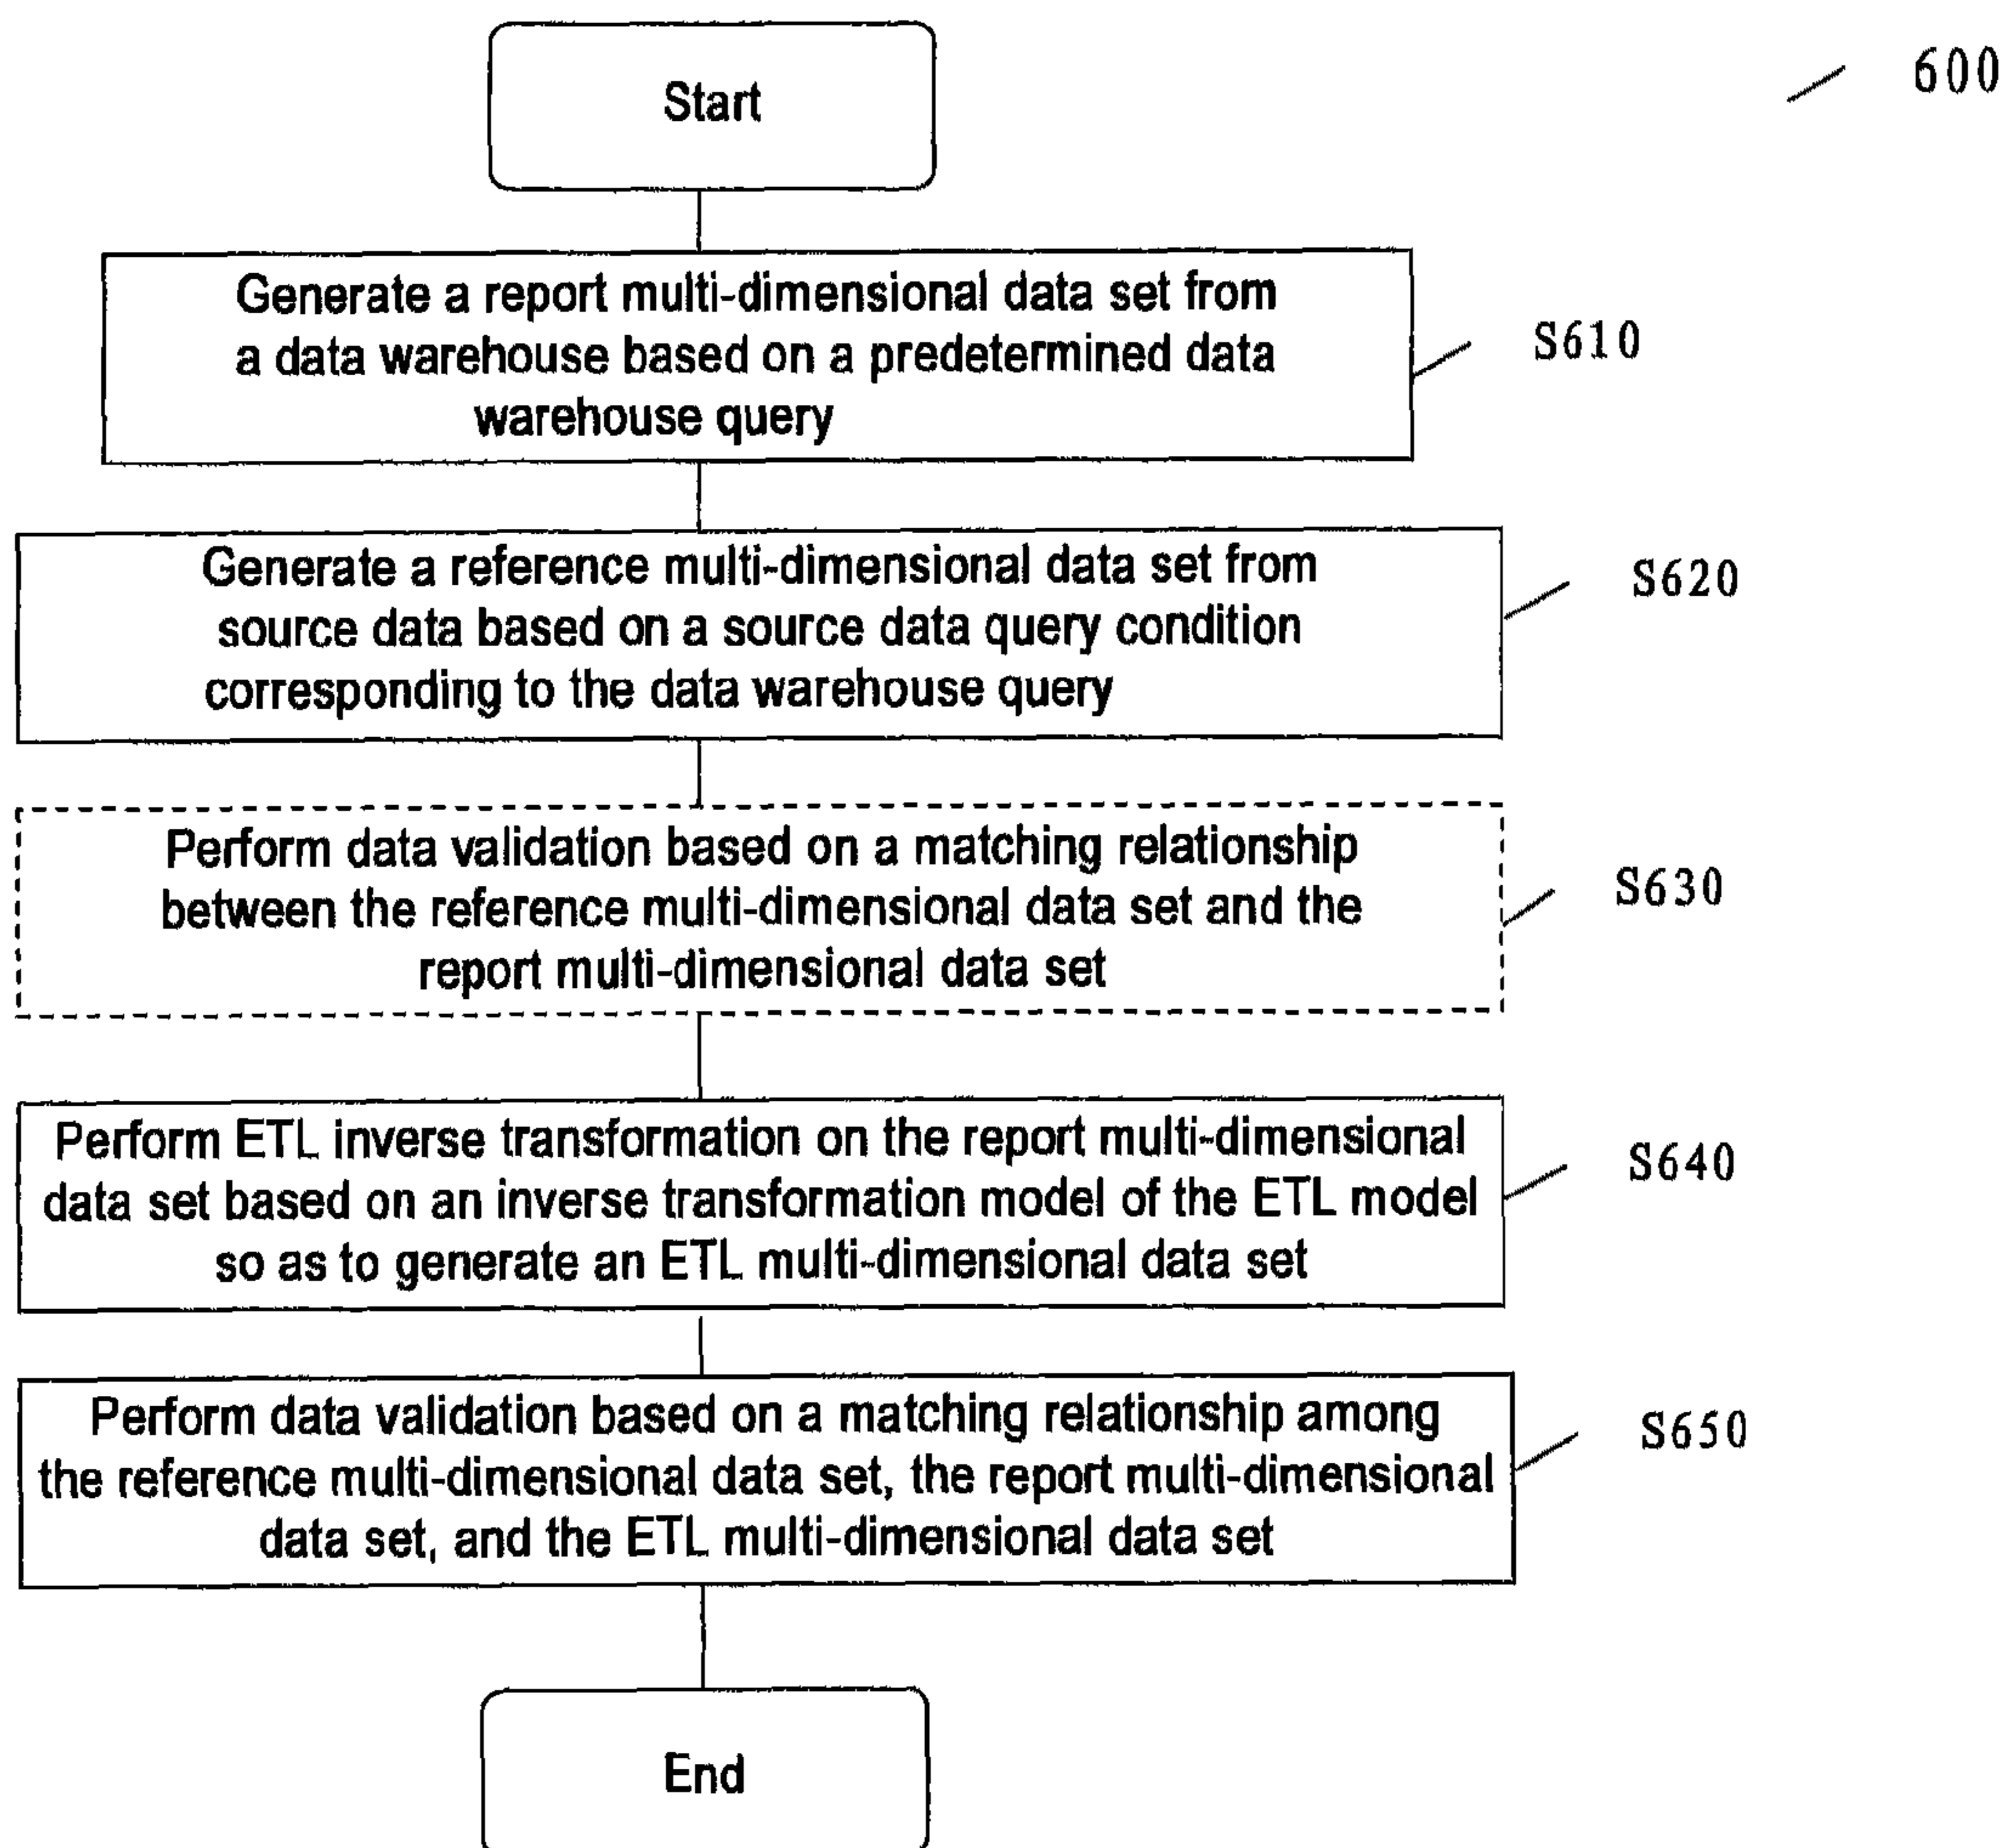 Start
600
Generate a report multi-dimensional data set from
a data warehouse based on a predetermined data
warehouse query
S610
Generate a reference multi-dimensional data set from
source data based on a source data query condition
corresponding to the data warehouse query
S620
Perform data validation based on a matching relationship
between the reference multi-dimensional data set and the
report multi-dimensional data set
S630
Perform ETL inverse transformation on the report multi-dimensional
data set based on an inverse transformation model of the ETL model
so as to generate an ETL multi-dimensional data set
S640
Perform data validation based on a matching relationship among
the reference multi-dimensional data set, the report multi-dimensional
data set, and the ETL multi-dimensional data set
S650
End